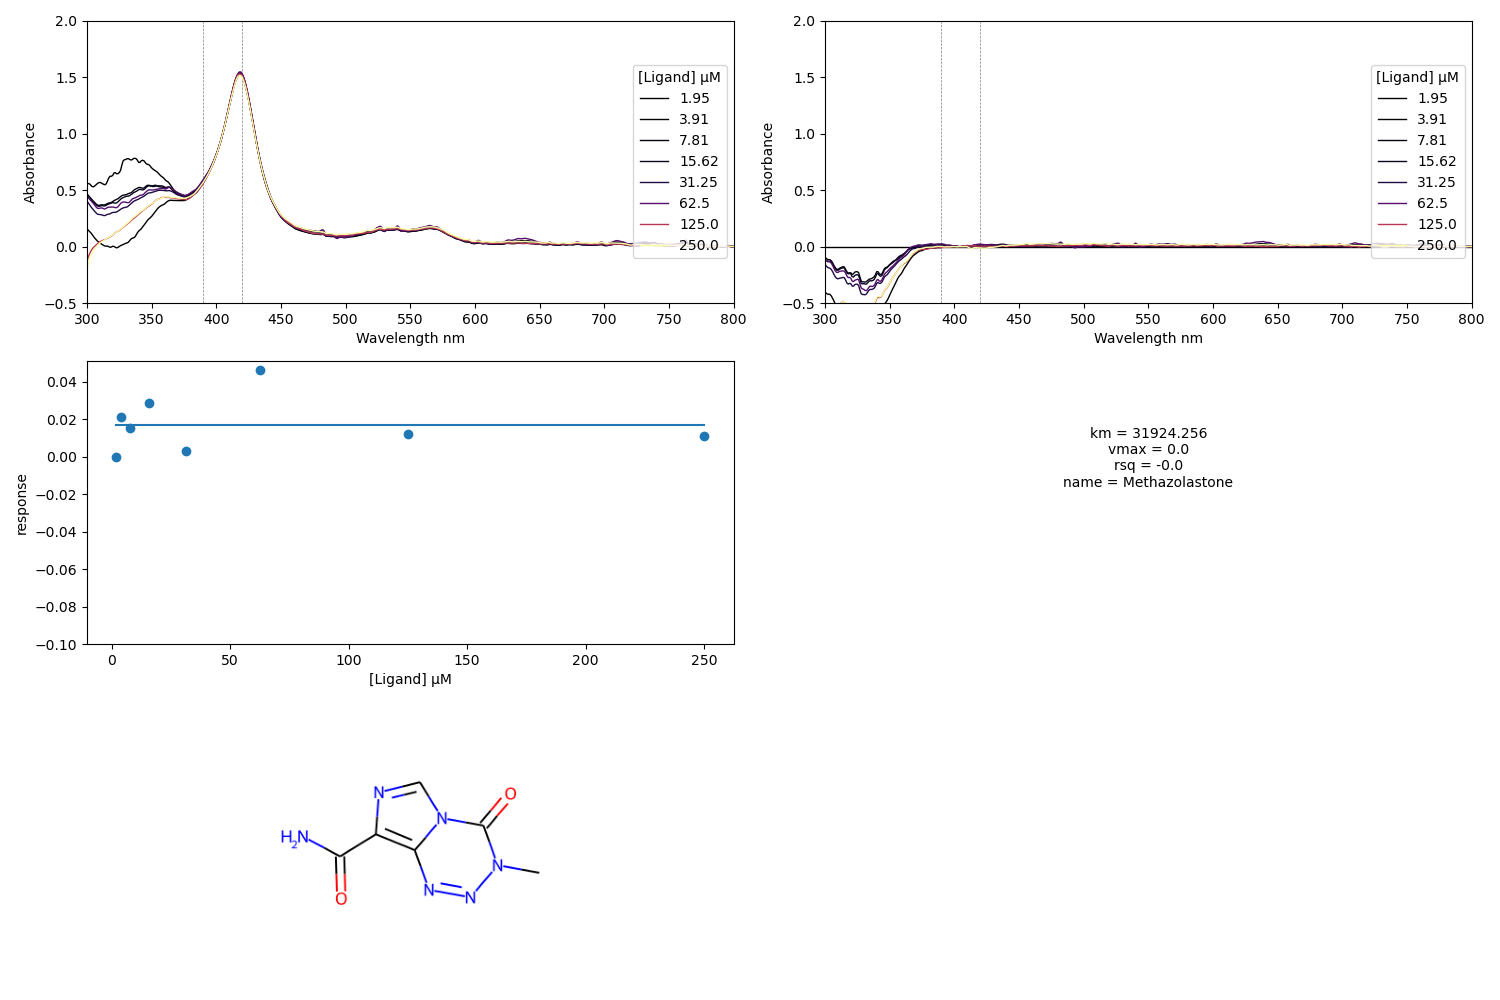 2.0
1.5
1.0
0.5
0.0
−0.5
Absorbance
300 350 400 450 500 550 600 650 700 750 800
Wavelength nm
[Ligand] µM
1.95
3.91
7.81
15.62
31.25
62.5
125.0
250.0
2.0
1.5
1.0
0.5
0.0
−0.5
Absorbance
300 350 400 450 500 550 600 650 700 750 800
Wavelength nm
[Ligand] µM
1.95
3.91
7.81
15.62
31.25
62.5
125.0
250.0
0.04
0.02
0.00
−0.02
−0.04
−0.06
−0.08
−0.10
response
0 50 100 150 200 250
[Ligand] µM
km = 31924.256
vmax = 0.0
rsq = -0.0
name = Methazolastone
N
O
N
H2N
N
N
N
O